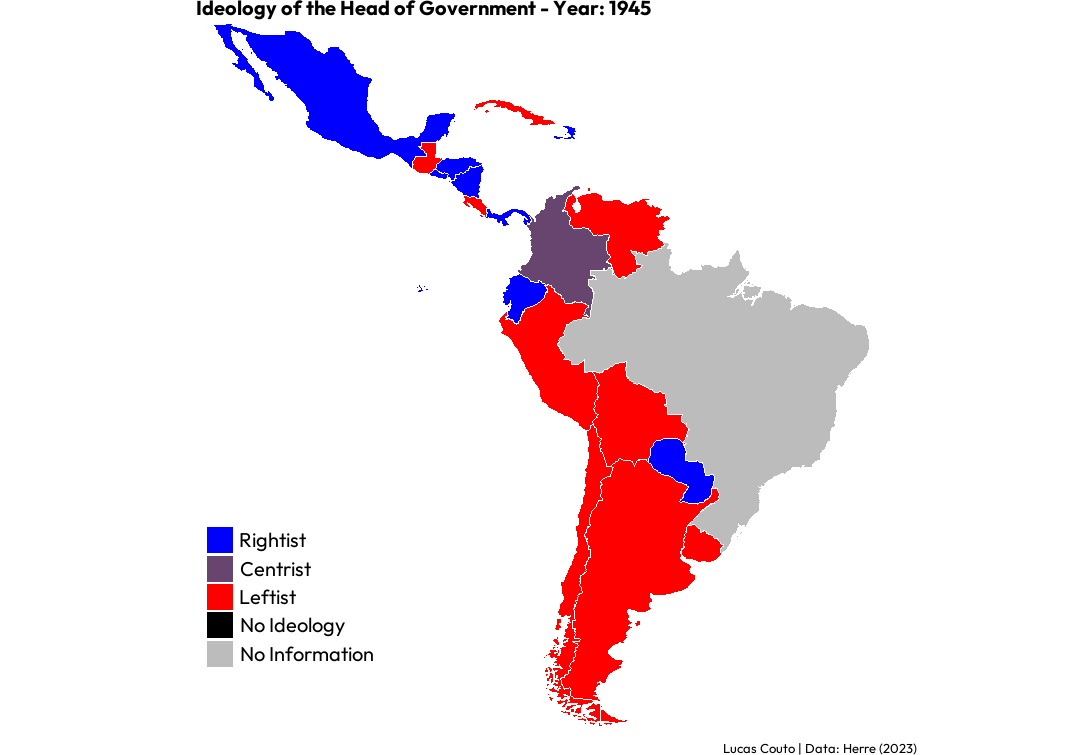 Ideology of the Head of Government - Year: 1945
Rightist
Centrist
Leftist
No Ideology
No Information
Lucas Couto | Data: Herre (2023)